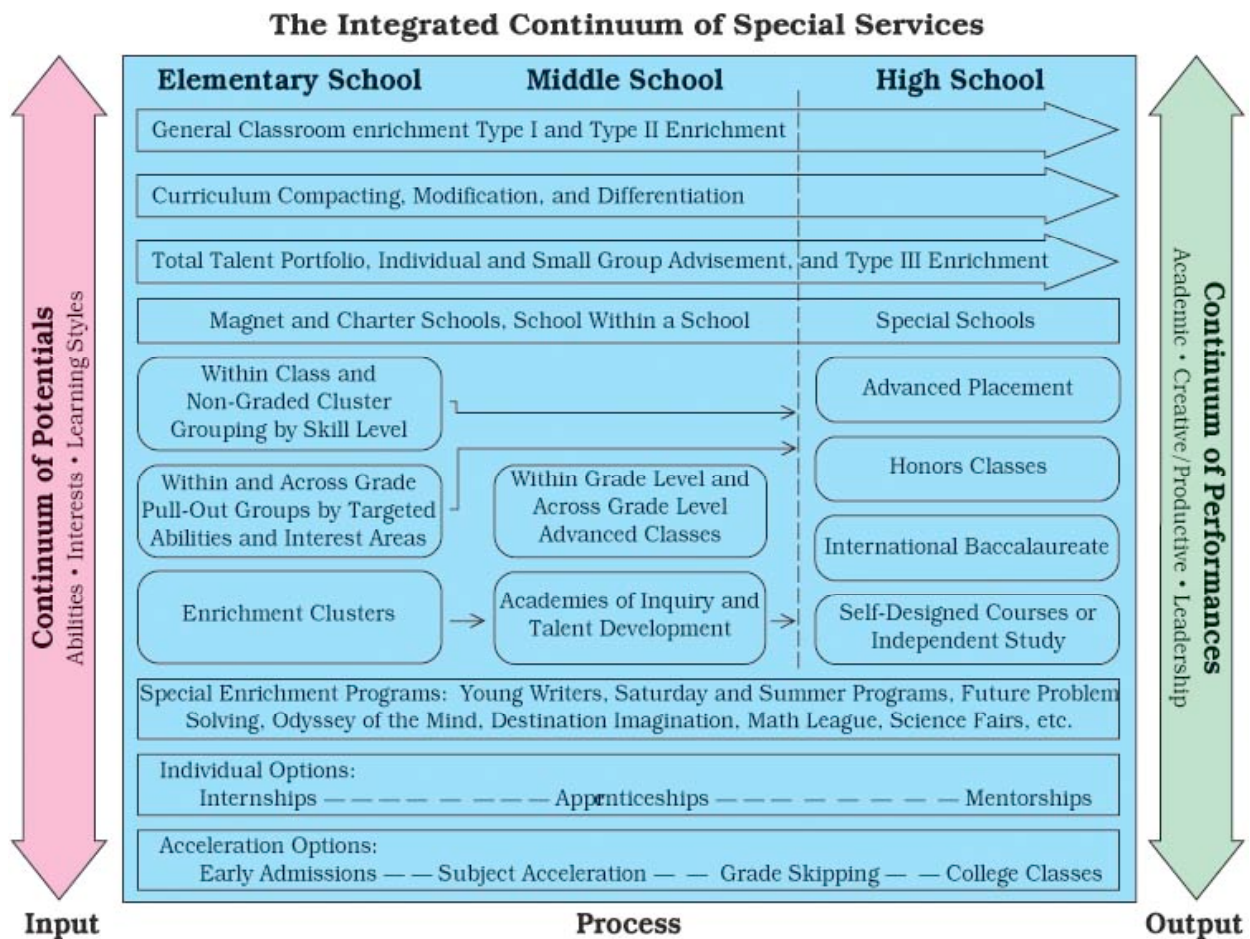 The Integrated Continuum of Special Services
Elementary School
Middle School
High School
General Classroom enrichment Type I and Type II Enrichment
Curriculum Compacting, Modification, and Differentiation
Total Talent Portfolio, Individual and Small Group Advisement, and Type III Enrichment
Magnet and Charter Schools, School Within a School
Special Schools
Within Class and
Non-Graded Cluster
Grouping by Skill Level
Within and Across Grade
Pull-Out Groups by Targeted
Abilities and Interest Areas
Enrichment Clusters
Within Grade Level and
Across Grade Level
Advanced Classes
Academies of Inquiry and
Talent Development
Advanced Placement
Honors Classes
International Baccalaureate
Self-Designed Courses or
Independent Study
Special Enrichment Programs: Young Writers, Saturday and Summer Programs, Future Problem
Solving, Odyssey of the Mind, Destination Imagination, Math League, Science Fairs, etc.
Individual Options:
Internships — — — — — — — — Apprenticeships — — — — — — — — Mentorships
Acceleration Options:
Early Admissions — — Subject Acceleration — — Grade Skipping — — College Classes
Continuum of Potentials
Abilities • Interests • Learning Styles
Continuum of Performances
Academic • Creative/Productive • Leadership
Input
Process
Output